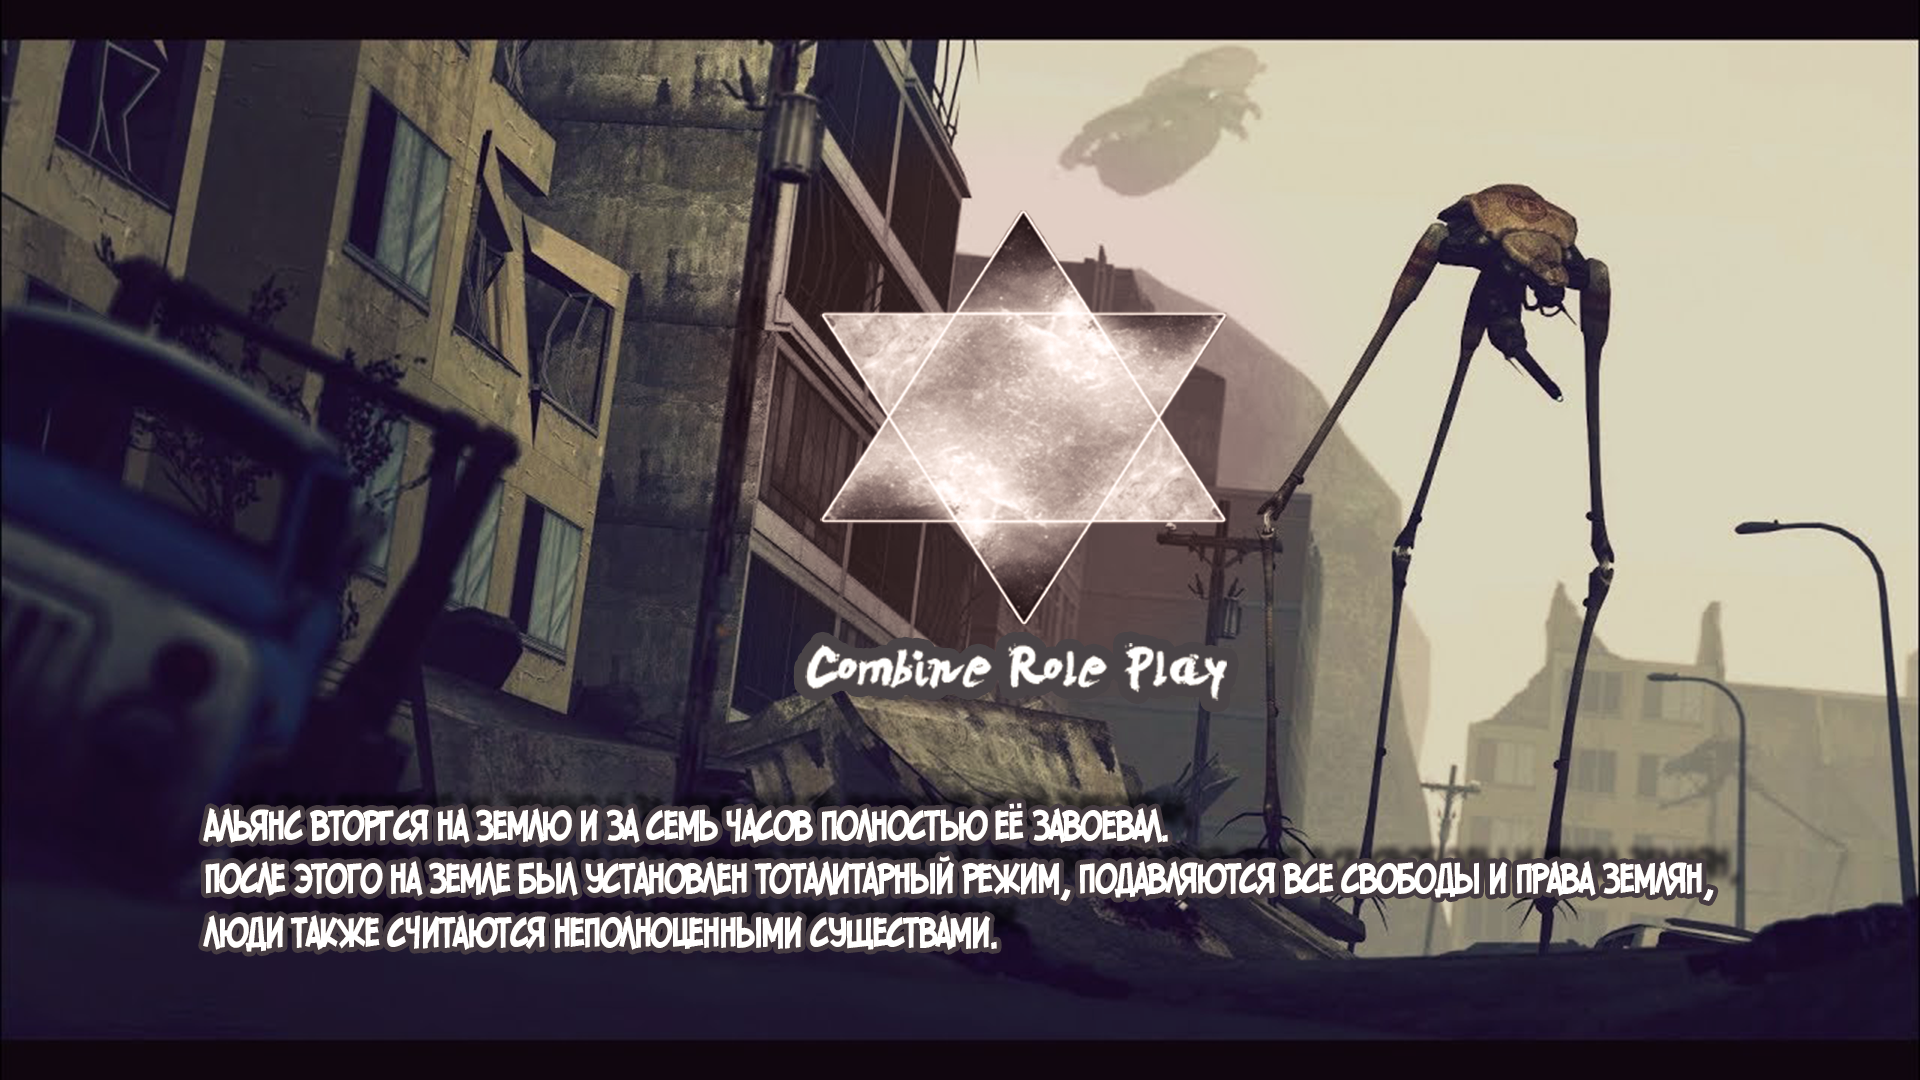 Combine Role Play
АЛЬЯНС ВТОРГСЯ НА ЗЕМЛЮ И ЗА СЕМЬ ЧАСОВ ПОЛНОСТЬЮ ЕЁ ЗАВОЕВАЛ.
ПОСЛЕ ЭТОГО НА ЗЕМЛЕ БЫЛ УСТАНОВЛЕН ТОТАЛИТАРНЫЙ РЕЖИМ, ПОДАВЛЯЮТСЯ ВСЕ СВОБОДЫ И ПРАВА ЗЕМЛЯН,
ЛЮДИ ТАКЖЕ СЧИТАЮТСЯ НЕПОЛНОЦЕННЫМИ СУЩЕСТВАМИ.